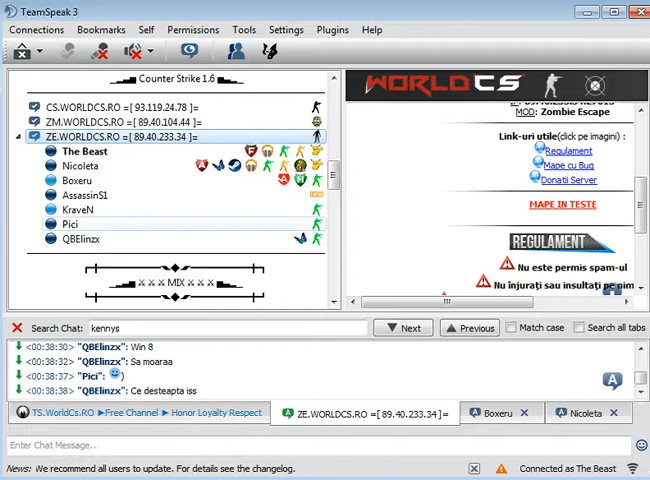 TeamSpeak 3
Connections Bookmarks Self Permissions Tools Settings Plugins Help
Counter Strike 1.6
CS.WORLDCS.RO =[ 93.119.24.78 ]=
ZM.WORLDCS.RO =[ 89.40.104.44 ]=
ZE.WORLDCS.RO =[ 89.40.233.34 ]=
The Beast
Nicoleta
Boxeru
AssassinS1
KraveN
Pici
QBElinzx
MIX
WORLDCS
MOD: Zombie Escape
Link-uri utile(click pe imagini) :
Regulament
Mape cu Bug
Donatii Server
MAPE IN TESTE
REGULAMENT
Nu este permis spam-ul
Nu înjurați sau insultați pe nim
Search Chat: kennys Next Previous Match case Search all tabs
<00:38:30> "QBElinzx": Win 8
<00:38:32> "QBElinzx": Sa moaraa
<00:38:37> "Pici": )
<00:38:38> "QBElinzx": Ce desteapta iss
TS.WorldCs.RO Free Channel Honor Loyalty Respect ZE.WORLDCS.RO =[ 89.40.233.34 ]= Boxeru Nicoleta
Enter Chat Message...
News: We recommend all users to update. For details see the changelog. Connected as The Beast